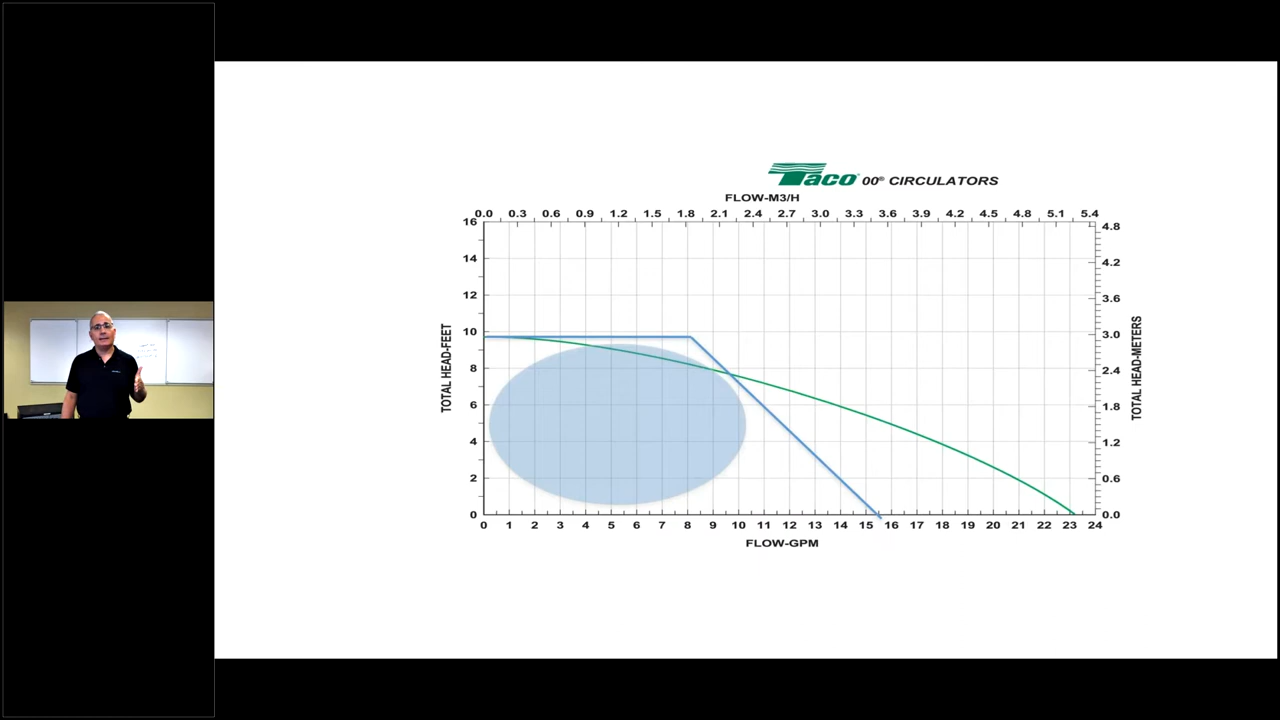 Taco 00® CIRCULATORS
FLOW-M3/H
0.0 0.3 0.6 0.9 1.2 1.5 1.8 2.1 2.4 2.7 3.0 3.3 3.6 3.9 4.2 4.5 4.8 5.1 5.4
TOTAL HEAD-FEET
16
14
12
10
8
6
4
2
0
4.8
4.2
3.6
3.0
2.4
1.8
1.2
0.6
0.0
TOTAL HEAD-METERS
0 1 2 3 4 5 6 7 8 9 10 11 12 13 14 15 16 17 18 19 20 21 22 23 24
FLOW-GPM